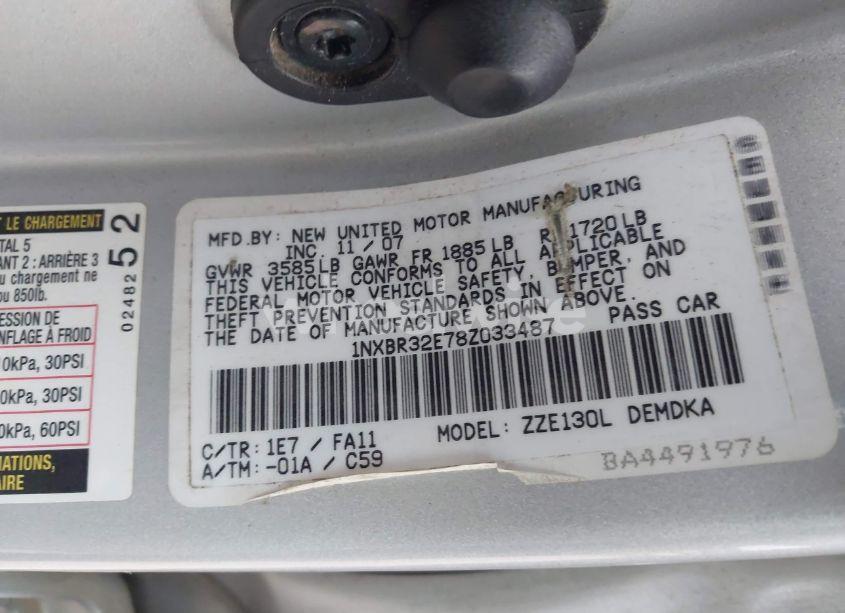 T LE CHARGEMENT
TAL 5
ANT 2 : ARRIÈRE 3
u chargement ne
ou 850lb.
ESSION DE
NFLAGE À FROID
10kPa, 30PSI
0kPa, 30PSI
0kPa, 60PSI
MATIONS,
AIRE
02482 52
MFD.BY: NEW UNITED MOTOR MANUFACTURING
INC. 11 / 07
GVWR 3585LB GAWR FR 1885LB RR 1720LB
THIS VEHICLE CONFORMS TO ALL APPLICABLE
FEDERAL MOTOR VEHICLE SAFETY, BUMPER, AND
THEFT PREVENTION STANDARDS IN EFFECT ON
THE DATE OF MANUFACTURE SHOWN ABOVE.
1NXBR32E78Z033487 PASS CAR
C/TR: 1E7 / FA11 MODEL: ZZE130L DEMDKA
A/TM: -01A / C59
BA4491976